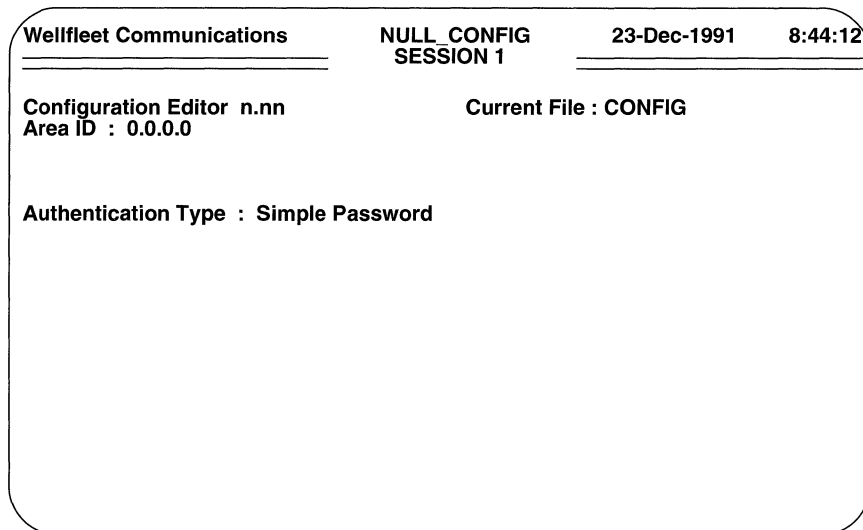 Wellfleet Communications NULL_CONFIG 23-Dec-1991 8:44:12
SESSION 1
Configuration Editor n.nn Current File : CONFIG
Area ID : 0.0.0.0
Authentication Type : Simple Password